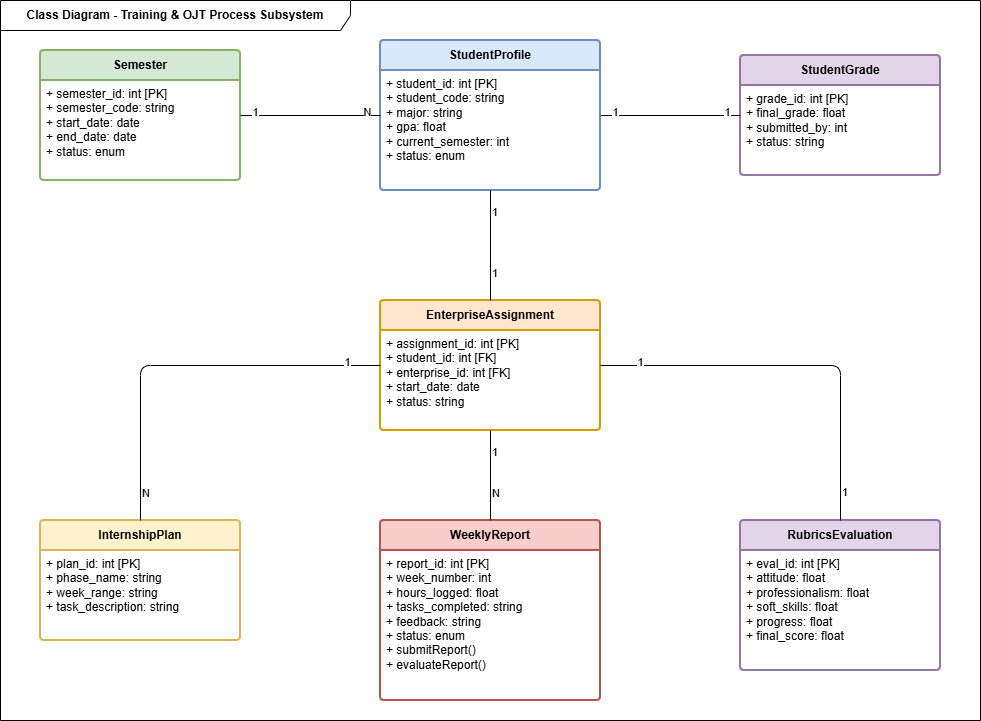 Class Diagram - Training & OJT Process Subsystem
Semester
+ semester_id: int [PK]
+ semester_code: string
+ start_date: date
+ end_date: date
+ status: enum
1
N
StudentProfile
+ student_id: int [PK]
+ student_code: string
+ major: string
+ gpa: float
+ current_semester: int
+ status: enum
1
1
StudentGrade
+ grade_id: int [PK]
+ final_grade: float
+ submitted_by: int
+ status: string
1
1
EnterpriseAssignment
+ assignment_id: int [PK]
+ student_id: int [FK]
+ enterprise_id: int [FK]
+ start_date: date
+ status: string
1
1
1
N
N
1
InternshipPlan
+ plan_id: int [PK]
+ phase_name: string
+ week_range: string
+ task_description: string
WeeklyReport
+ report_id: int [PK]
+ week_number: int
+ hours_logged: float
+ tasks_completed: string
+ feedback: string
+ status: enum
+ submitReport()
+ evaluateReport()
RubricsEvaluation
+ eval_id: int [PK]
+ attitude: float
+ professionalism: float
+ soft_skills: float
+ progress: float
+ final_score: float